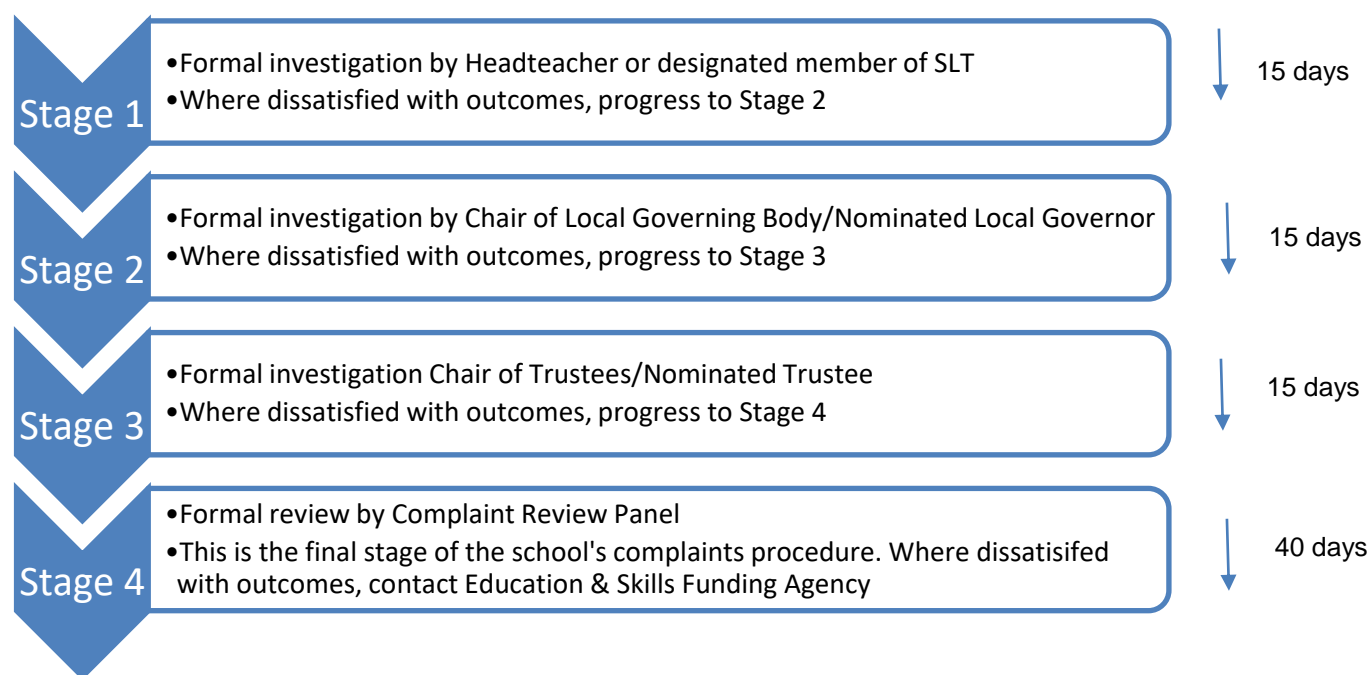 Stage 1
•Formal investigation by Headteacher or designated member of SLT
•Where dissatisfied with outcomes, progress to Stage 2
15 days
Stage 2
•Formal investigation by Chair of Local Governing Body/Nominated Local Governor
•Where dissatisfied with outcomes, progress to Stage 3
15 days
Stage 3
•Formal investigation Chair of Trustees/Nominated Trustee
•Where dissatisfied with outcomes, progress to Stage 4
15 days
Stage 4
•Formal review by Complaint Review Panel
•This is the final stage of the school's complaints procedure. Where dissatisifed
with outcomes, contact Education & Skills Funding Agency
40 days